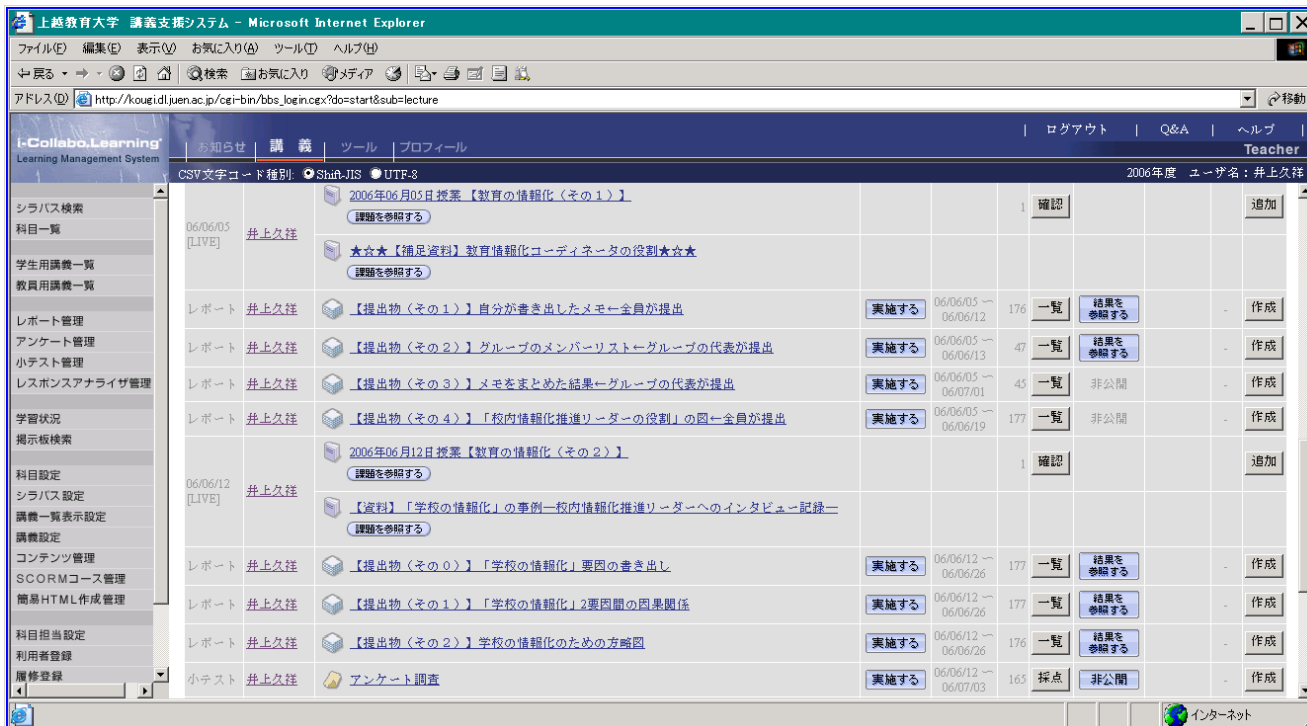 上越教育大学 講義支援システム - Microsoft Internet Explorer
ファイル(F) 編集(E) 表示(V) お気に入り(A) ツール(T) ヘルプ(H)
戻る 検索 お気に入り メディア
アドレス(D) http://kougi.dl.juen.ac.jp/cgi-bin/bbs_login.cgx?do=start&sub=lecture 移動
ログアウト | Q&A | ヘルプ |
i-Collabo.Learning
Learning Management System
お知らせ | 講 義 | ツール | プロフィール
Teacher
CSV文字コード種別: Shift-JIS UTF-8 2006年度 ユーザ名:井上久祥
シラバス検索
科目一覧
学生用講義一覧
教員用講義一覧
レポート管理
アンケート管理
小テスト管理
レスポンスアナライザ管理
学習状況
掲示板検索
科目設定
シラバス設定
講義一覧表示設定
講義設定
コンテンツ管理
SCORMコース管理
簡易HTML作成管理
科目担当設定
利用者登録
履修登録
06/06/05
[LIVE]
井上久祥
2006年06月05日授業【教育の情報化(その1)】
課題を参照する
1 確認 追加
★☆★【補足資料】教育情報化コーディネータの役割★☆★
課題を参照する
レポート 井上久祥 【提出物(その1)】自分が書き出したメモ←全員が提出 実施する 06/06/05 ~ 06/06/12 176 一覧 結果を参照する - 作成
レポート 井上久祥 【提出物(その2)】グループのメンバーリスト←グループの代表が提出 実施する 06/06/05 ~ 06/06/13 47 一覧 結果を参照する - 作成
レポート 井上久祥 【提出物(その3)】メモをまとめた結果←グループの代表が提出 実施する 06/06/05 ~ 06/07/01 45 一覧 非公開 - 作成
レポート 井上久祥 【提出物(その4)】「校内情報化推進リーダーの役割」の図←全員が提出 実施する 06/06/05 ~ 06/06/19 177 一覧 非公開 - 作成
06/06/12
[LIVE]
井上久祥
2006年06月12日授業【教育の情報化(その2)】
課題を参照する
1 確認 追加
【資料】「学校の情報化」の事例―校内情報化推進リーダーへのインタビュー記録―
課題を参照する
レポート 井上久祥 【提出物(その0)】「学校の情報化」要因の書き出し 実施する 06/06/12 ~ 06/06/26 177 一覧 結果を参照する - 作成
レポート 井上久祥 【提出物(その1)】「学校の情報化」2要因間の因果関係 実施する 06/06/12 ~ 06/06/26 177 一覧 結果を参照する - 作成
レポート 井上久祥 【提出物(その2)】学校の情報化のための方略図 実施する 06/06/12 ~ 06/06/26 176 一覧 結果を参照する - 作成
小テスト 井上久祥 アンケート調査 実施する 06/06/12 ~ 06/07/03 165 採点 非公開 - 作成
インターネット